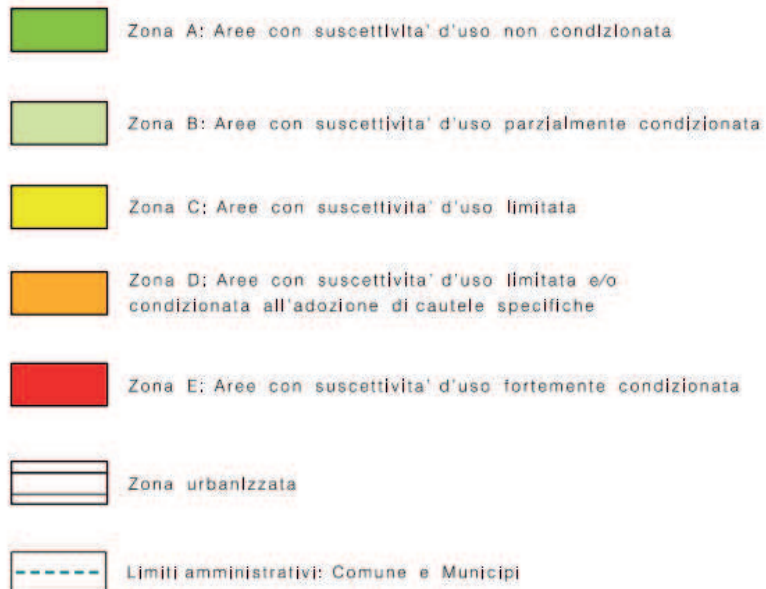 Zona A: Aree con suscettivita' d'uso non condizionata
Zona B: Aree con suscettivita' d'uso parzialmente condizionata
Zona C: Aree con suscettivita' d'uso limitata
Zona D: Aree con suscettivita' d'uso limitata e/o
condizionata all'adozione di cautele specifiche
Zona E: Aree con suscettivita' d'uso fortemente condizionata
Zona urbanizzata
Limiti amministrativi: Comune e Municipi